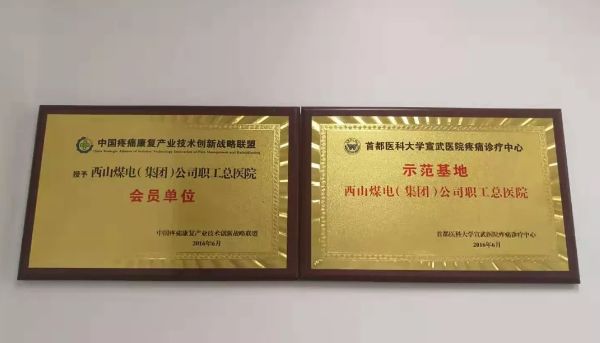 中国疼痛康复产业技术创新战略联盟
授予 西山煤电(集团)公司职工总医院
会员单位
中国疼痛康复产业技术创新战略联盟
2016年6月
首都医科大学宣武医院疼痛诊疗中心
示范基地
西山煤电(集团)公司职工总医院
首都医科大学宣武医院疼痛诊疗中心
2016年6月